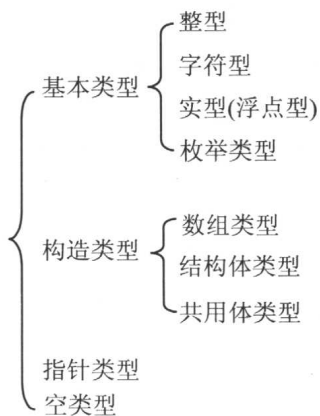 整型
字符型
基本类型
实型(浮点型)
枚举类型
数组类型
构造类型
结构体类型
共用体类型
指针类型
空类型